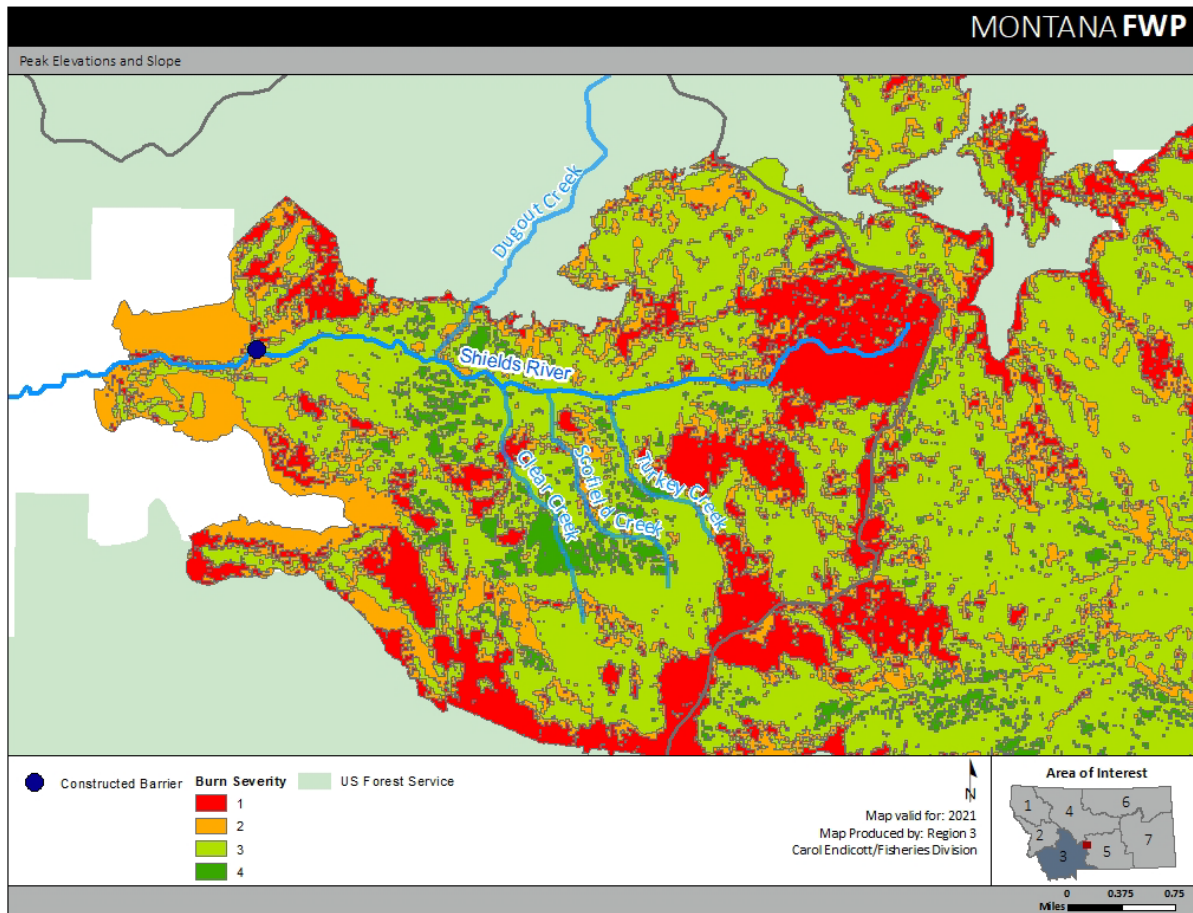 MONTANA FWP
Peak Elevations and Slope
Dugout Creek
Shields River
Clear Creek
Scofield Creek
Turkey Creek
Constructed Barrier
Burn Severity
1
2
3
4
US Forest Service
N
Map valid for: 2021
Map Produced by: Region 3
Carol Endicott/Fisheries Division
Area of Interest
1
2
3
4
5
6
7
0 0.375 0.75
Miles